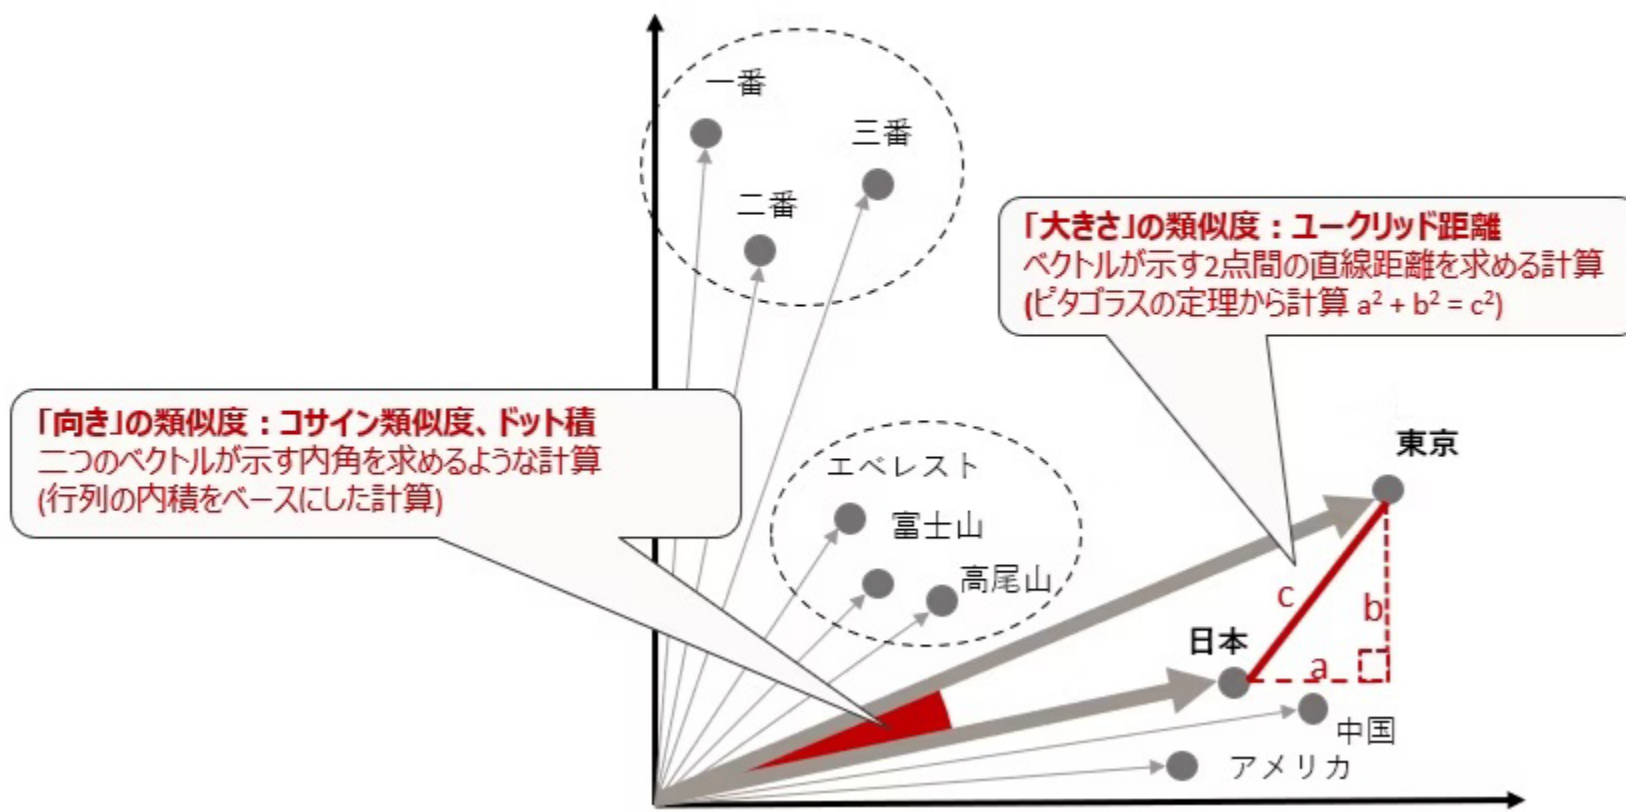 一番
三番
二番
「大きさ」の類似度：ユークリッド距離
ベクトルが示す2点間の直線距離を求める計算
(ピタゴラスの定理から計算 a² + b² = c²)
「向き」の類似度：コサイン類似度、ドット積
二つのベクトルが示す内角を求めるような計算
(行列の内積をベースにした計算)
エベレスト
富士山
高尾山
東京
c
b
a
日本
中国
アメリカ